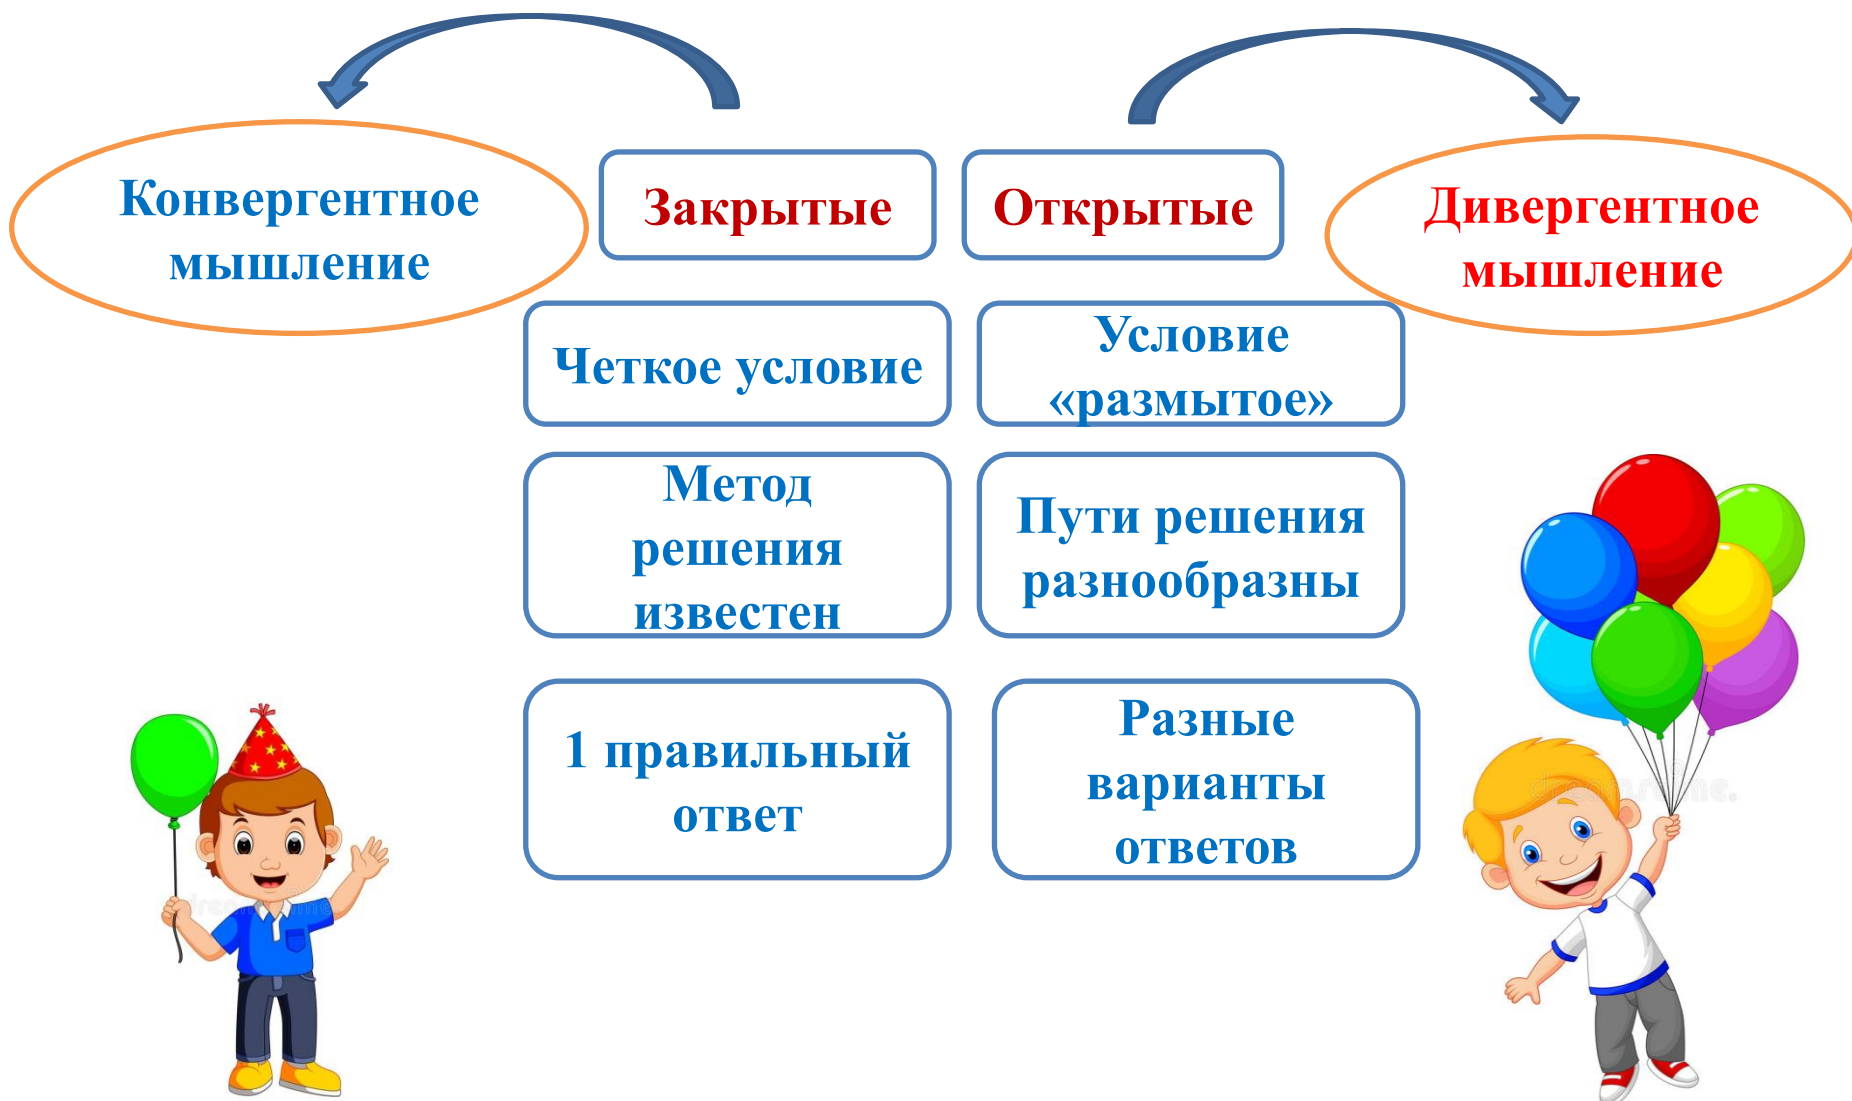 Конвергентное
мышление
Закрытые
Открытые
Дивергентное
мышление
Четкое условие
Условие
«размытое»
Метод
решения
известен
Пути решения
разнообразны
1 правильный
ответ
Разные
варианты
ответов